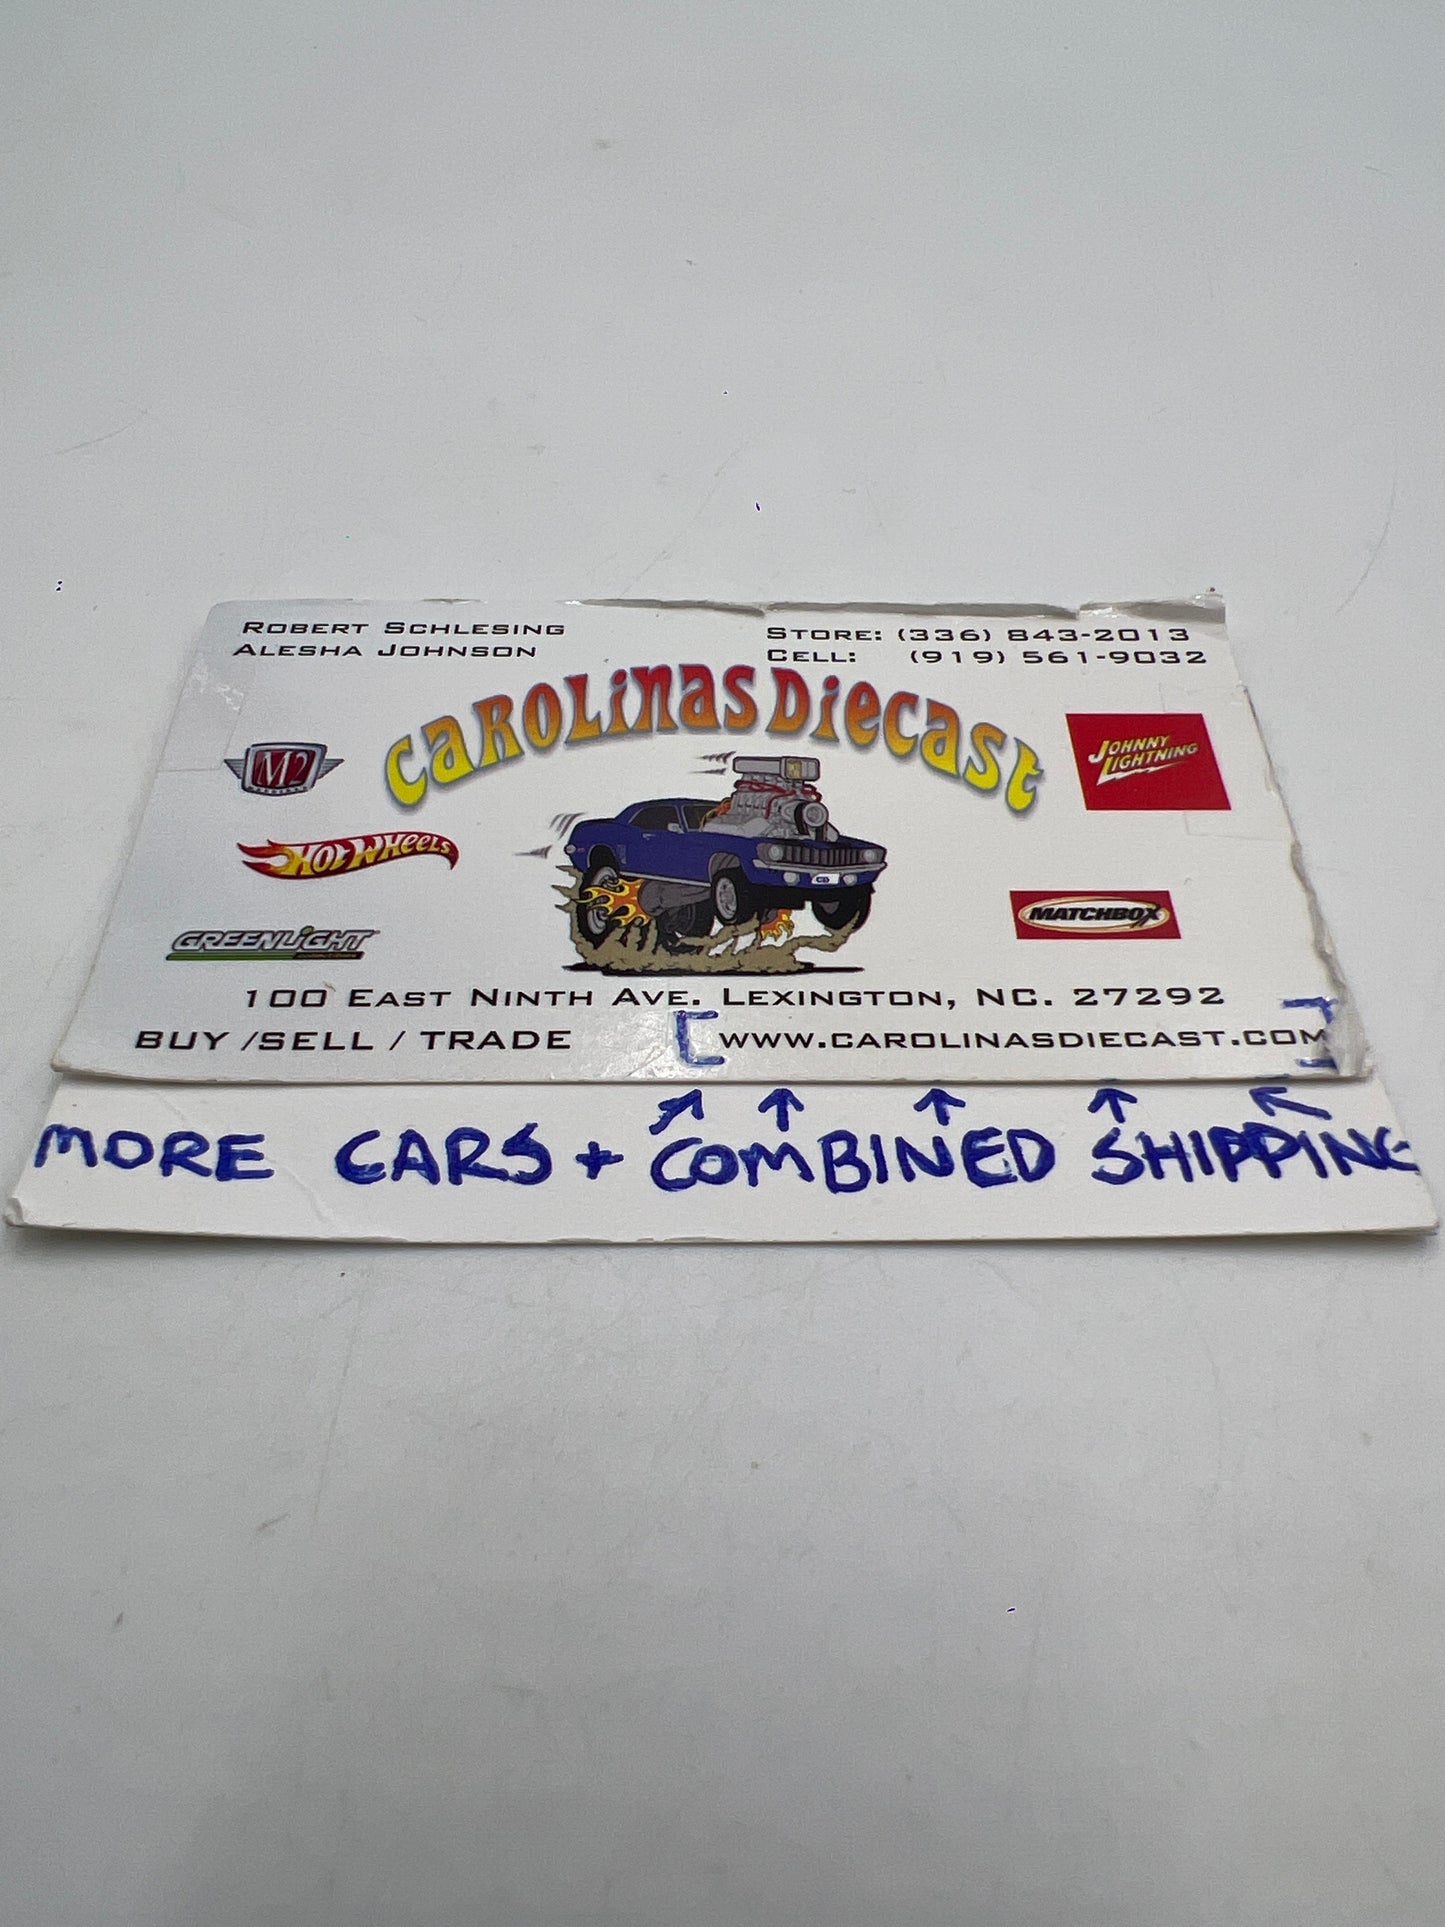 ROBERT SCHLESING
ALESHA JOHNSON
STORE: (336) 843-2013
CELL: (919) 561-9032
CAROLINAS DIECAST
M2
JOHNNY
LIGHTNING
HOT WHEELS
MATCHBOX
GREENLIGHT
100 EAST NINTH AVE. LEXINGTON, NC. 27292
BUY /SELL / TRADE [WWW.CAROLINASDIECAST.COM]
MORE CARS + COMBINED SHIPPING